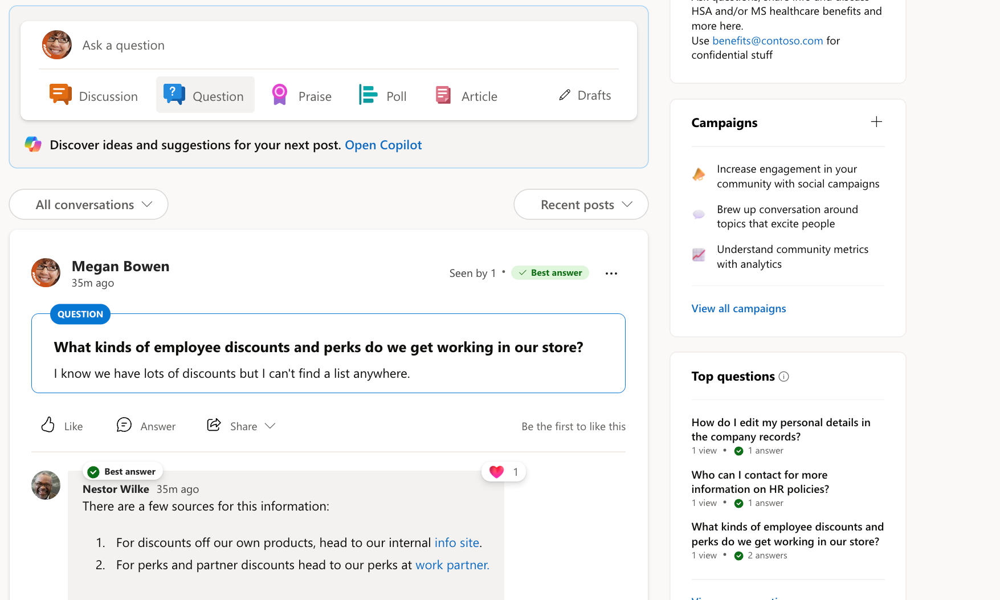 Ask a question
Discussion
Question
Praise
Poll
Article
Drafts
Discover ideas and suggestions for your next post. Open Copilot
All conversations
Recent posts
Megan Bowen
35m ago
Seen by 1 • Best answer
QUESTION
What kinds of employee discounts and perks do we get working in our store?
I know we have lots of discounts but I can't find a list anywhere.
Like
Answer
Share
Be the first to like this
Best answer
1
Nestor Wilke 35m ago
There are a few sources for this information:
1. For discounts off our own products, head to our internal info site.
2. For perks and partner discounts head to our perks at work partner.
HSA and/or MS healthcare benefits and
more here.
Use benefits@contoso.com for
confidential stuff
Campaigns
Increase engagement in your
community with social campaigns
Brew up conversation around
topics that excite people
Understand community metrics
with analytics
View all campaigns
Top questions
How do I edit my personal details in
the company records?
1 view • 1 answer
Who can I contact for more
information on HR policies?
1 view • 1 answer
What kinds of employee discounts and
perks do we get working in our store?
1 view • 2 answers